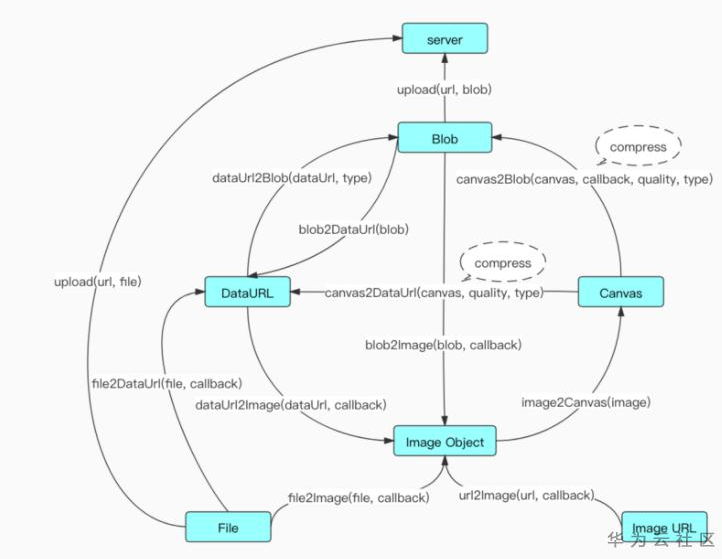 server
upload(url, blob)
Blob
compress
dataUrl2Blob(dataUrl, type)
canvas2Blob(canvas, callback, quality, type)
blob2DataUrl(blob)
compress
upload(url, file)
DataURL
canvas2DataUrl(canvas, quality, type)
Canvas
blob2Image(blob, callback)
file2DataUrl(file, callback)
dataUrl2Image(dataUrl, callback)
image2Canvas(image)
Image Object
file2Image(file, callback)
url2Image(url, callback)
File
Image URL
华为云社区